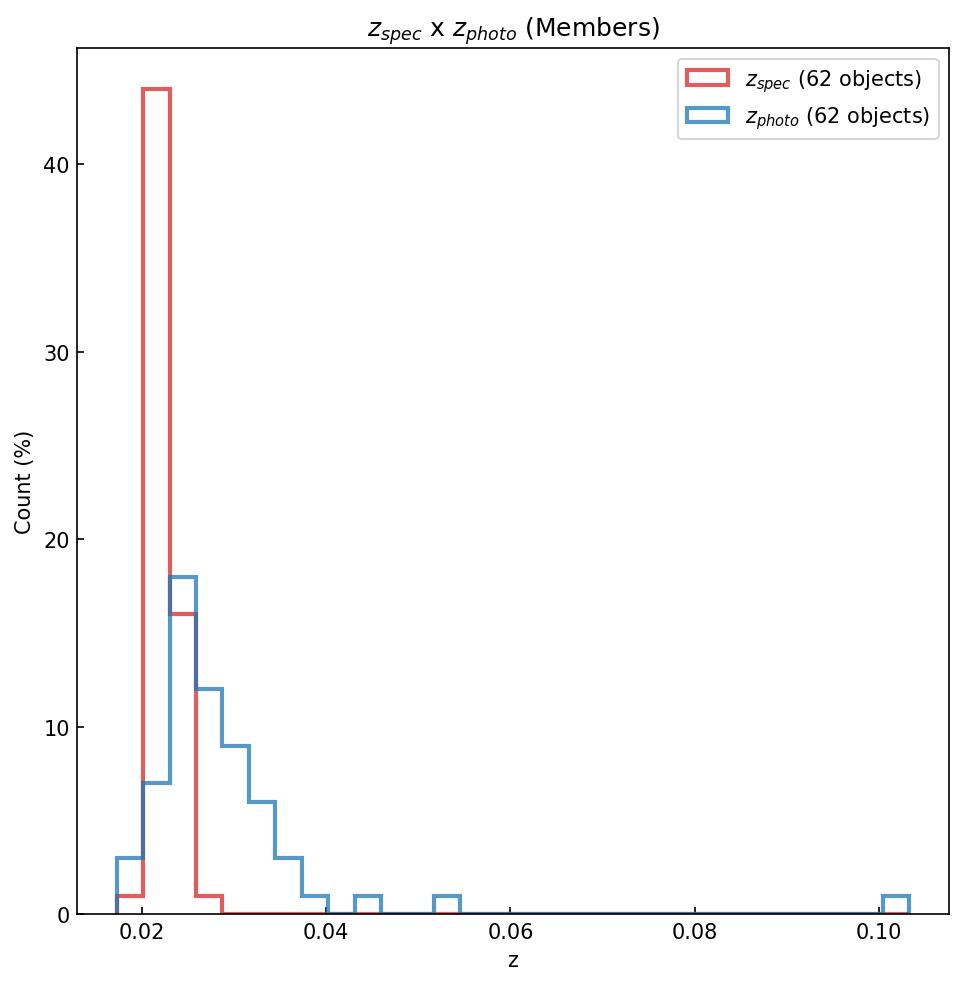 z_spec x z_photo (Members)
z_spec (62 objects)
z_photo (62 objects)
Count (%)
40
30
20
10
0
0.02 0.04 0.06 0.08 0.10
z